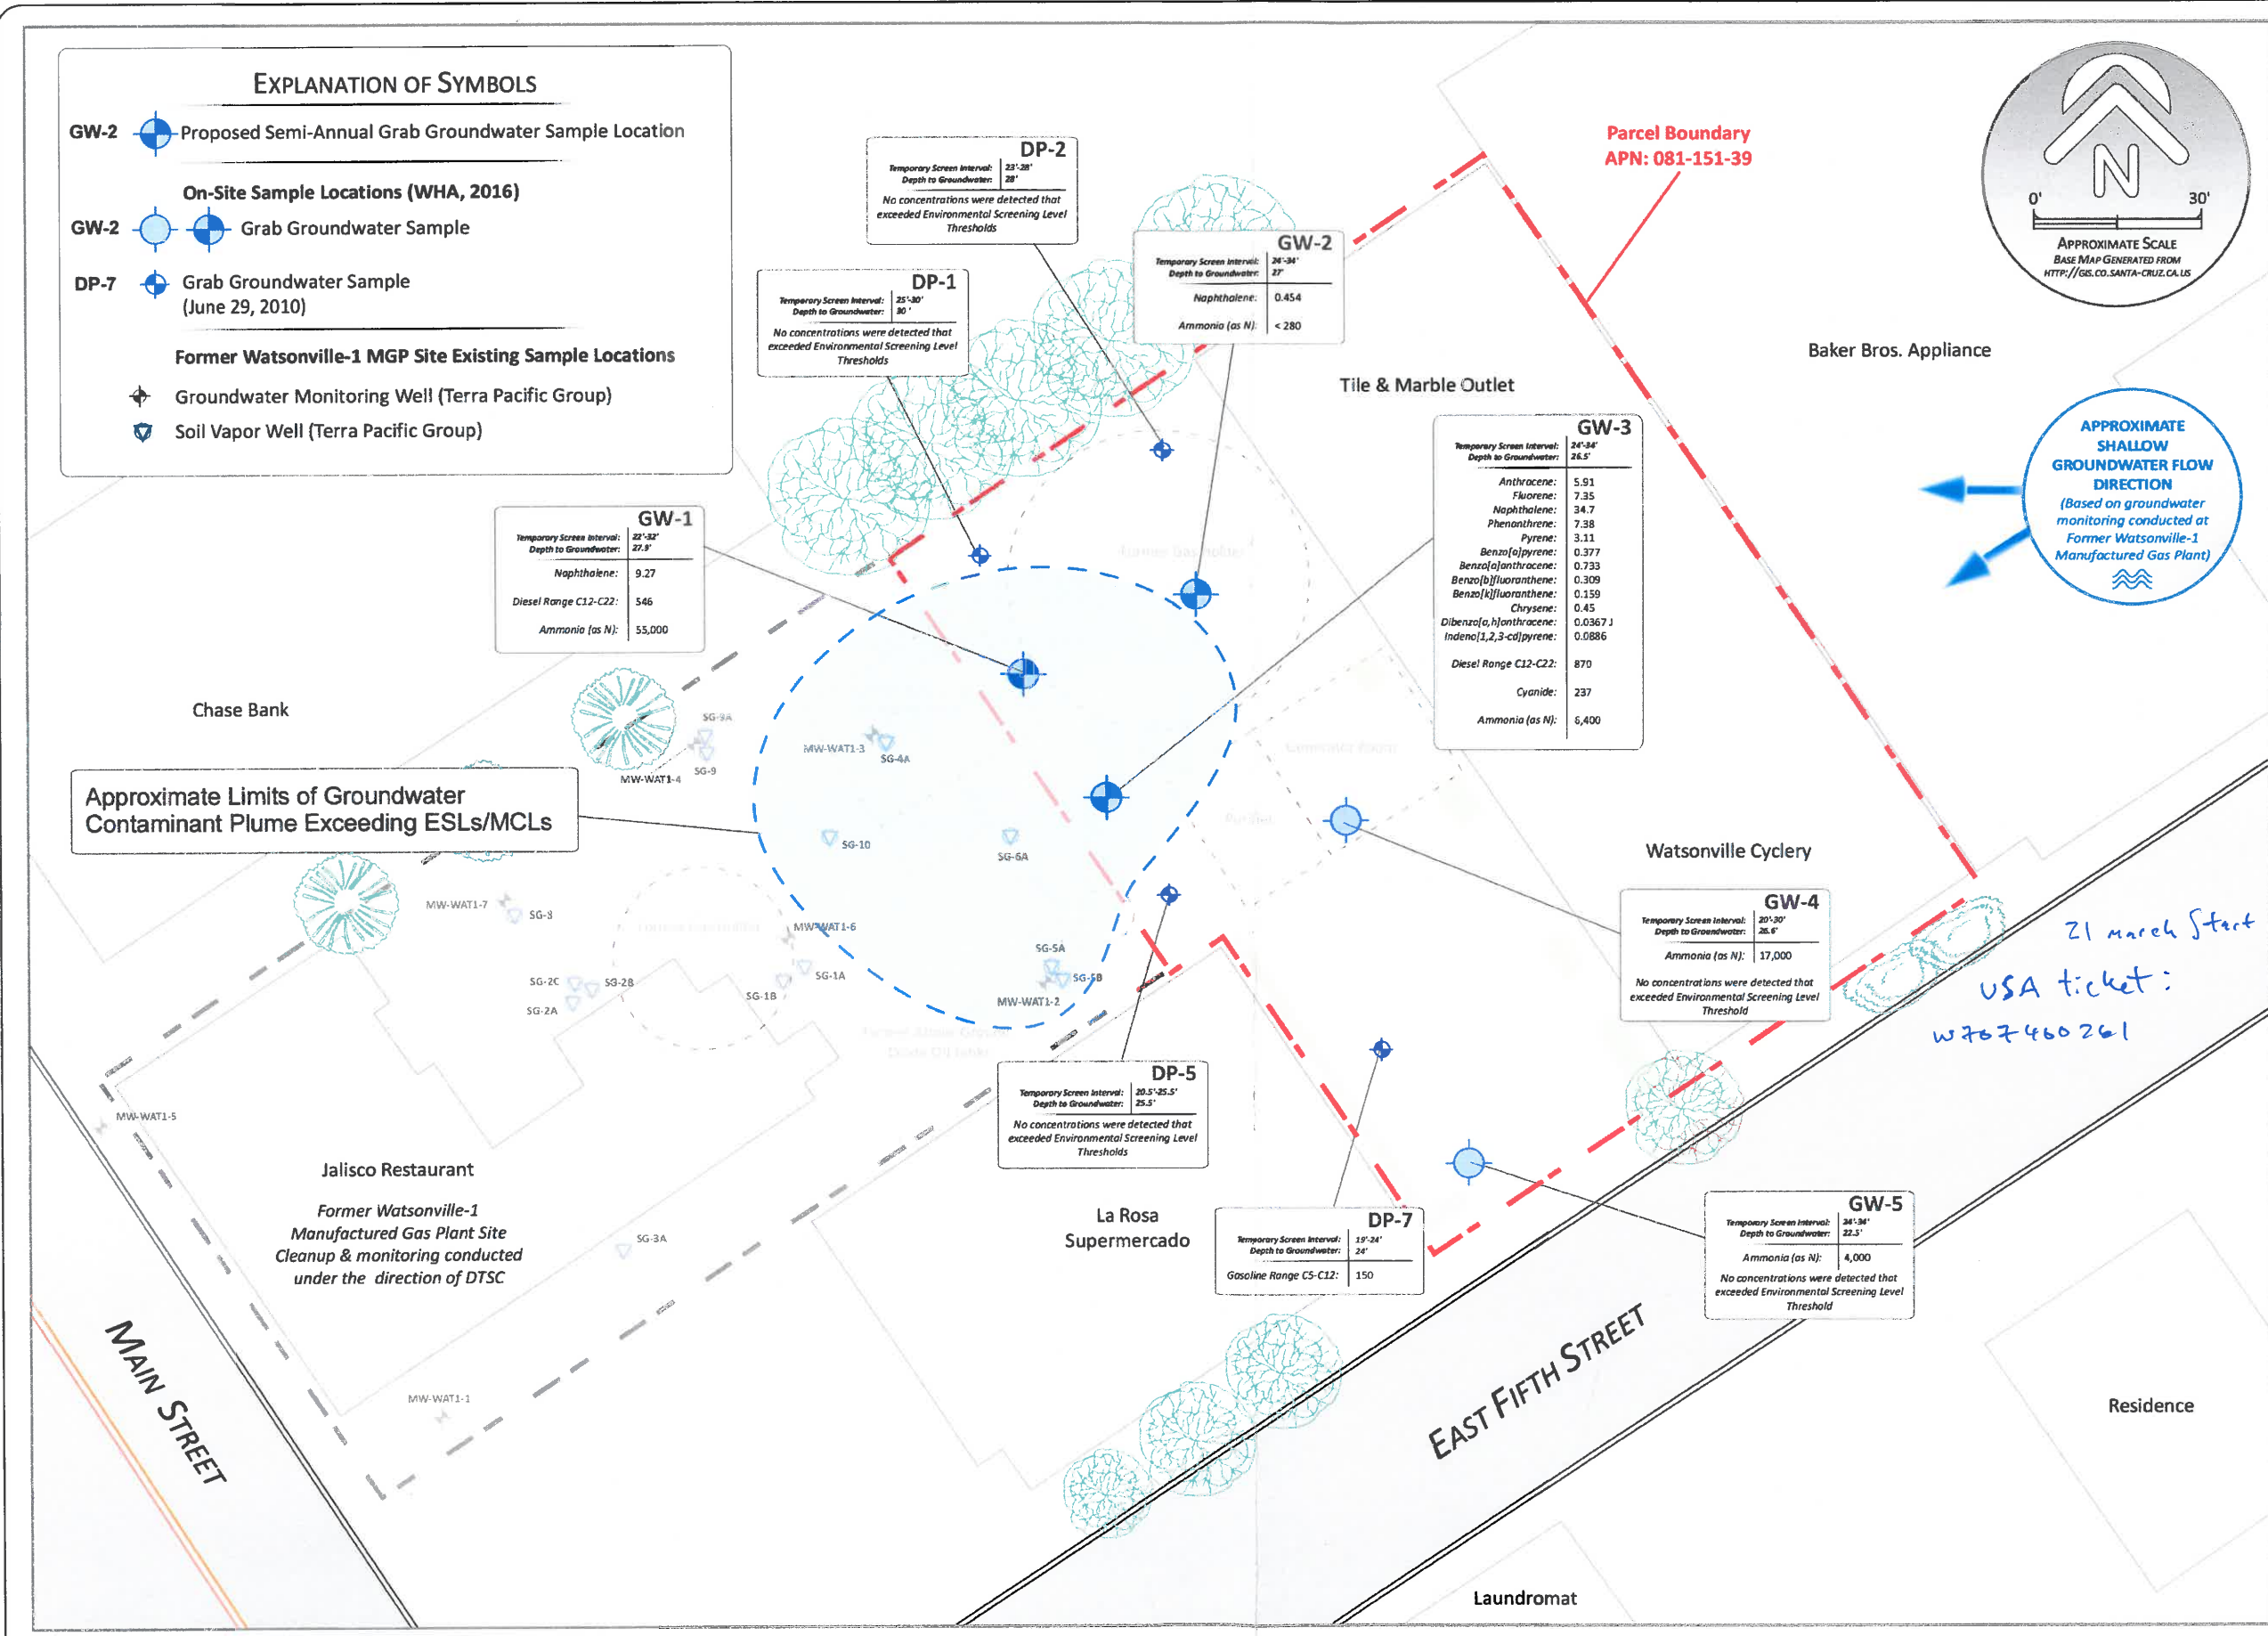 EXPLANATION OF SYMBOLS
GW-2 Proposed Semi-Annual Grab Groundwater Sample Location
On-Site Sample Locations (WHA, 2016)
GW-2 Grab Groundwater Sample
DP-7 Grab Groundwater Sample
(June 29, 2010)
Former Watsonville-1 MGP Site Existing Sample Locations
Groundwater Monitoring Well (Terra Pacific Group)
Soil Vapor Well (Terra Pacific Group)
DP-2
Temporary Screen Interval: 23'-28'
Depth to Groundwater: 28'
No concentrations were detected that
exceeded Environmental Screening Level
Thresholds
DP-1
Temporary Screen Interval: 25'-30'
Depth to Groundwater: 30'
No concentrations were detected that
exceeded Environmental Screening Level
Thresholds
GW-2
Temporary Screen Interval: 24'-34'
Depth to Groundwater: 27'
Naphthalene: 0.454
Ammonia (as N): < 280
Parcel Boundary
APN: 081-151-39
N
0' 30'
APPROXIMATE SCALE
BASE MAP GENERATED FROM
HTTP://GIS.CO.SANTA-CRUZ.CA.US
Baker Bros. Appliance
Tile & Marble Outlet
APPROXIMATE
SHALLOW
GROUNDWATER FLOW
DIRECTION
(Based on groundwater
monitoring conducted at
Former Watsonville-1
Manufactured Gas Plant)
GW-3
Temporary Screen Interval: 24'-34'
Depth to Groundwater: 26.5'
Anthracene: 5.91
Fluorene: 7.35
Naphthalene: 34.7
Phenanthrene: 7.38
Pyrene: 3.11
Benzo[a]pyrene: 0.377
Benzo[a]anthracene: 0.733
Benzo[b]fluoranthene: 0.309
Benzo[k]fluoranthene: 0.159
Chrysene: 0.45
Dibenzo[a,h]anthracene: 0.0367 J
Indeno[1,2,3-cd]pyrene: 0.0886
Diesel Range C12-C22: 870
Cyanide: 237
Ammonia (as N): 6,400
GW-1
Temporary Screen Interval: 22'-32'
Depth to Groundwater: 27.9'
Naphthalene: 9.27
Diesel Range C12-C22: 546
Ammonia (as N): 55,000
Former Gas Holder
Chase Bank
SG-9A
MW-WAT1-4 SG-9
MW-WAT1-3
SG-4A
Generator Room
Purifier
Approximate Limits of Groundwater
Contaminant Plume Exceeding ESLs/MCLs
SG-10
SG-6A
Watsonville Cyclery
GW-4
Temporary Screen Interval: 20'-30'
Depth to Groundwater: 26.6'
Ammonia (as N): 17,000
No concentrations were detected that
exceeded Environmental Screening Level
Threshold
21 March Start
USA ticket:
W767460261
MW-WAT1-7
SG-8
MW-WAT1-6
SG-5A
SG-5B
MW-WAT1-2
SG-1A
SG-1B
SG-2C
SG-2B
SG-2A
Former Above Ground
Crude Oil Tanks
DP-5
Temporary Screen Interval: 20.5'-25.5'
Depth to Groundwater: 25.5'
No concentrations were detected that
exceeded Environmental Screening Level
Thresholds
MW-WAT1-5
Jalisco Restaurant
Former Watsonville-1
Manufactured Gas Plant Site
Cleanup & monitoring conducted
under the direction of DTSC
SG-3A
La Rosa
Supermercado
DP-7
Temporary Screen Interval: 19'-24'
Depth to Groundwater: 24'
Gasoline Range C5-C12: 150
GW-5
Temporary Screen Interval: 24'-34'
Depth to Groundwater: 22.5'
Ammonia (as N): 4,000
No concentrations were detected that
exceeded Environmental Screening Level
Threshold
MW-WAT1-1
MAIN STREET
EAST FIFTH STREET
Residence
Laundromat